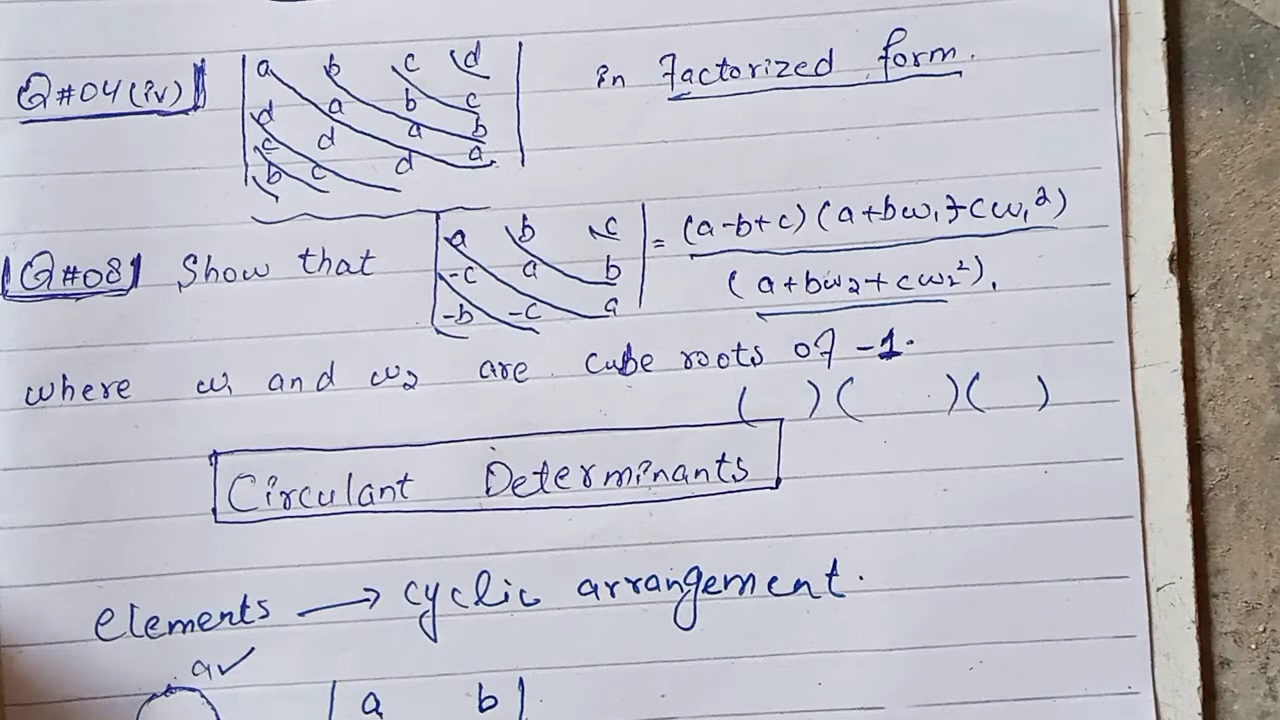 Q#04(iv) | a b c d | in Factorized form.
d a b c
c d a b
b c d a
Q#08 Show that | a b c | = (a-b+c)(a+bω₁+cω₁²)
-c a b (a+bω₂+cω₂²).
-b -c a
where ω₁ and ω₂ are cube roots of -1.
( )( )( )
Circulant Determinants
elements → cyclic arrangement.
a✓
| a b |